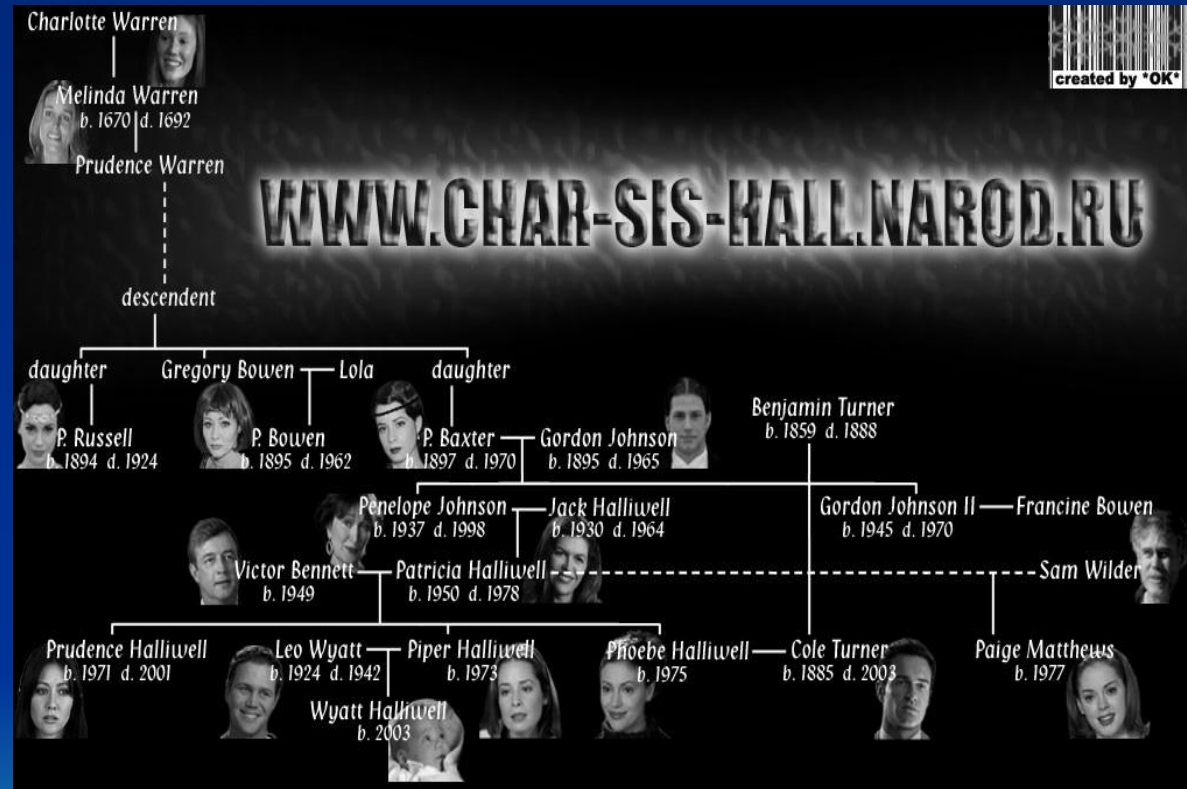 Charlotte Warren
created by *OK*
Melinda Warren
b. 1670 d. 1692
Prudence Warren
WWW.CHAR-SIS-HALL.NAROD.RU
descendent
daughter Gregory Bowen Lola daughter
Benjamin Turner
b. 1859 d. 1888
P. Russell P. Bowen P. Baxter Gordon Johnson
b. 1894 d. 1924 b. 1895 d. 1962 b. 1897 d. 1970 b. 1895 d. 1965
Penelope Johnson Jack Halliwell Gordon Johnson II Francine Bowen
b. 1937 d. 1998 b. 1930 d. 1964 b. 1945 d. 1970
Victor Bennett Patricia Halliwell Sam Wilder
b. 1949 b. 1950 d. 1978
Prudence Halliwell Leo Wyatt Piper Halliwell Phoebe Halliwell Cole Turner Paige Matthews
b. 1971 d. 2001 b. 1924 d. 1942 b. 1973 b. 1975 b. 1885 d. 2003 b. 1977
Wyatt Halliwell
b. 2003